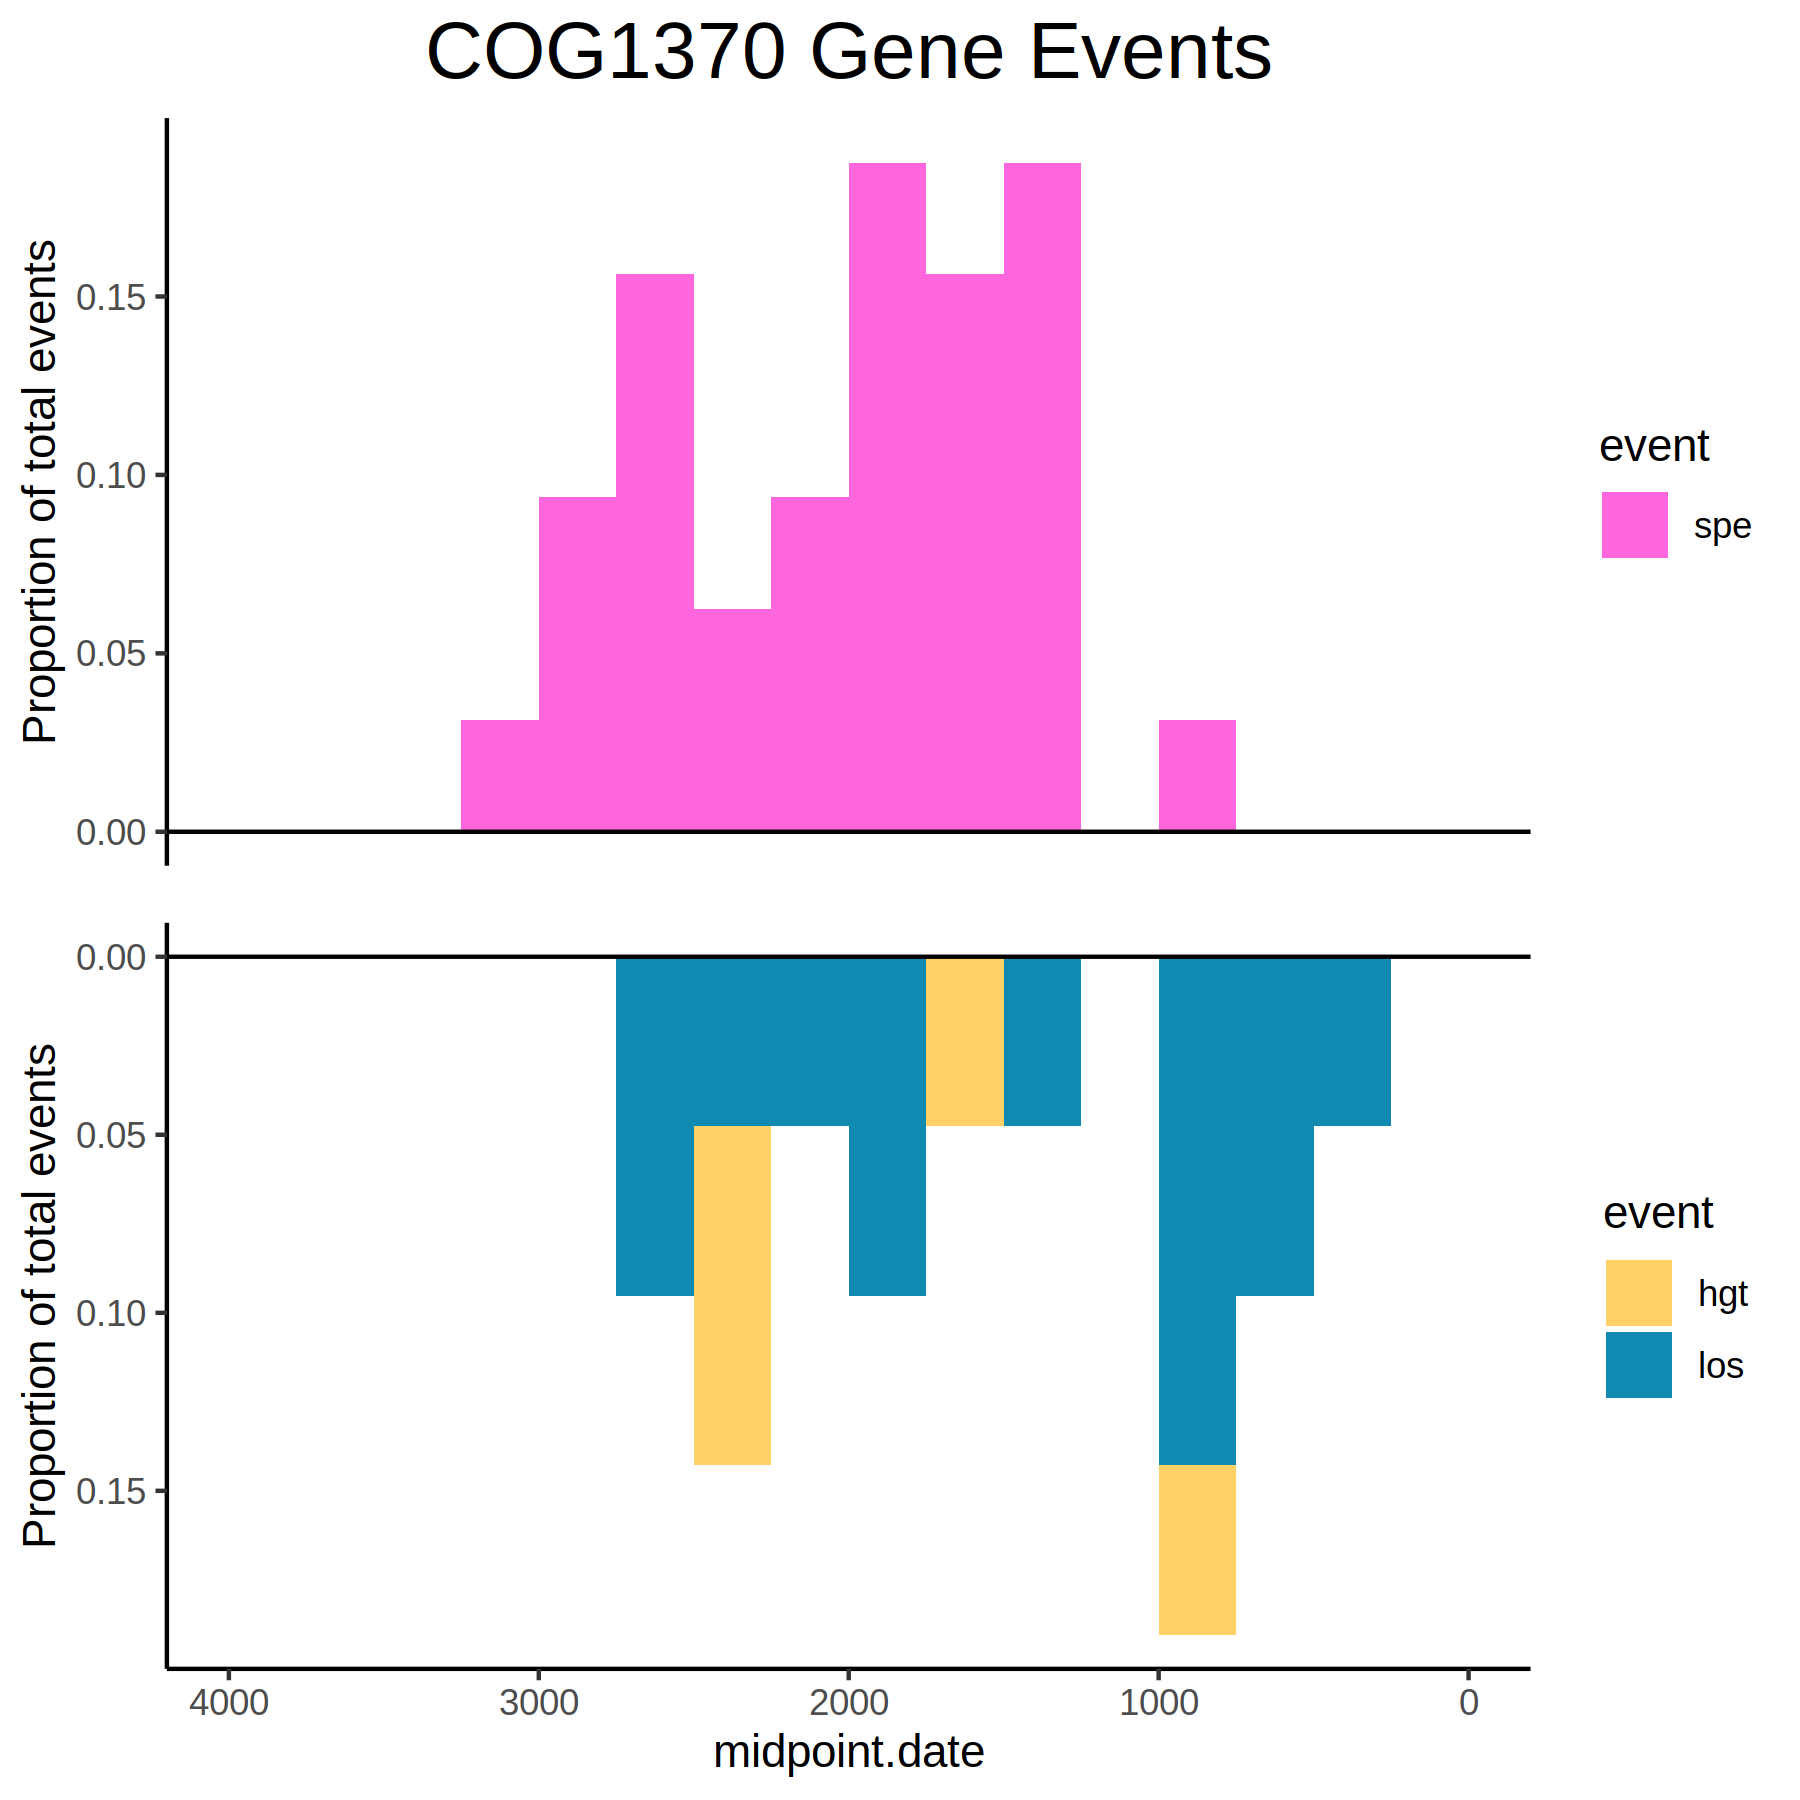 COG1370 Gene Events
Proportion of total events
0.15
0.10
0.05
0.00
event
spe
Proportion of total events
0.00
0.05
0.10
0.15
event
hgt
los
4000 3000 2000 1000 0
midpoint.date